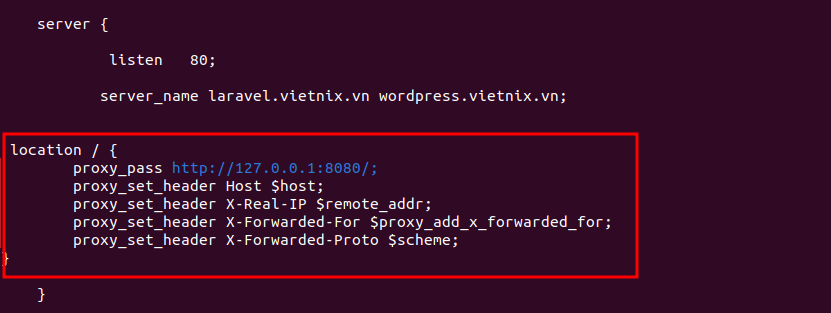 server {
listen 80;
server_name laravel.vietnix.vn wordpress.vietnix.vn;
location / {
proxy_pass http://127.0.0.1:8080/;
proxy_set_header Host $host;
proxy_set_header X-Real-IP $remote_addr;
proxy_set_header X-Forwarded-For $proxy_add_x_forwarded_for;
proxy_set_header X-Forwarded-Proto $scheme;
}
}